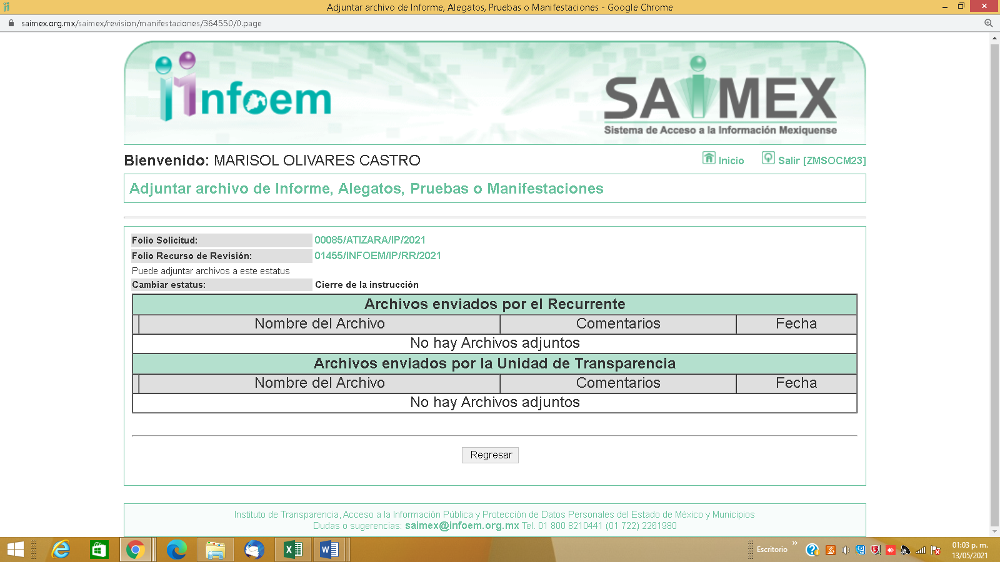 Adjuntar archivo de Informe, Alegatos, Pruebas o Manifestaciones - Google Chrome
saimex.org.mx/saimex/revision/manifestaciones/364550/0.page
infoem
SAIMEX
Sistema de Acceso a la Información Mexiquense
Bienvenido: MARISOL OLIVARES CASTRO
Inicio
Salir [ZMSOCM23]
Adjuntar archivo de Informe, Alegatos, Pruebas o Manifestaciones
Folio Solicitud: 00085/ATIZARA/IP/2021
Folio Recurso de Revisión: 01455/INFOEM/IP/RR/2021
Puede adjuntar archivos a este estatus
Cambiar estatus: Cierre de la instrucción
Archivos enviados por el Recurrente
Nombre del Archivo Comentarios Fecha
No hay Archivos adjuntos
Archivos enviados por la Unidad de Transparencia
Nombre del Archivo Comentarios Fecha
No hay Archivos adjuntos
Regresar
Instituto de Transparencia, Acceso a la Información Pública y Protección de Datos Personales del Estado de México y Municipios
Dudas o sugerencias: saimex@infoem.org.mx Tel. 01 800 8210441 (01 722) 2261980
Escritorio
01:03 p. m.
13/05/2021